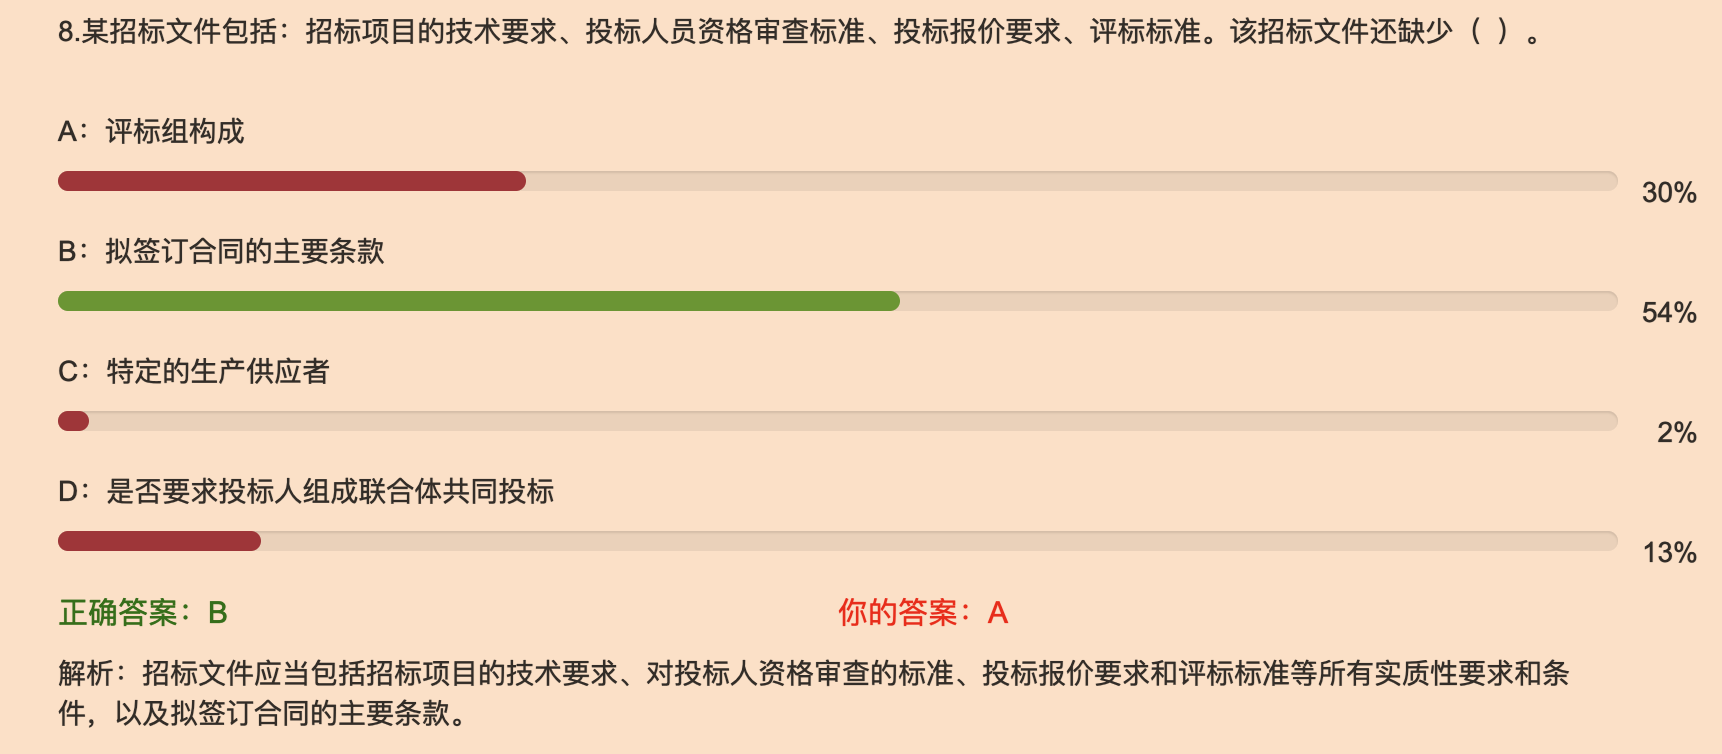 8.某招标文件包括：招标项目的技术要求、投标人员资格审查标准、投标报价要求、评标标准。该招标文件还缺少（ ）。
A：评标组构成
30%
B：拟签订合同的主要条款
54%
C：特定的生产供应者
2%
D：是否要求投标人组成联合体共同投标
13%
正确答案：B
你的答案：A
解析：招标文件应当包括招标项目的技术要求、对投标人资格审查的标准、投标报价要求和评标标准等所有实质性要求和条
件，以及拟签订合同的主要条款。